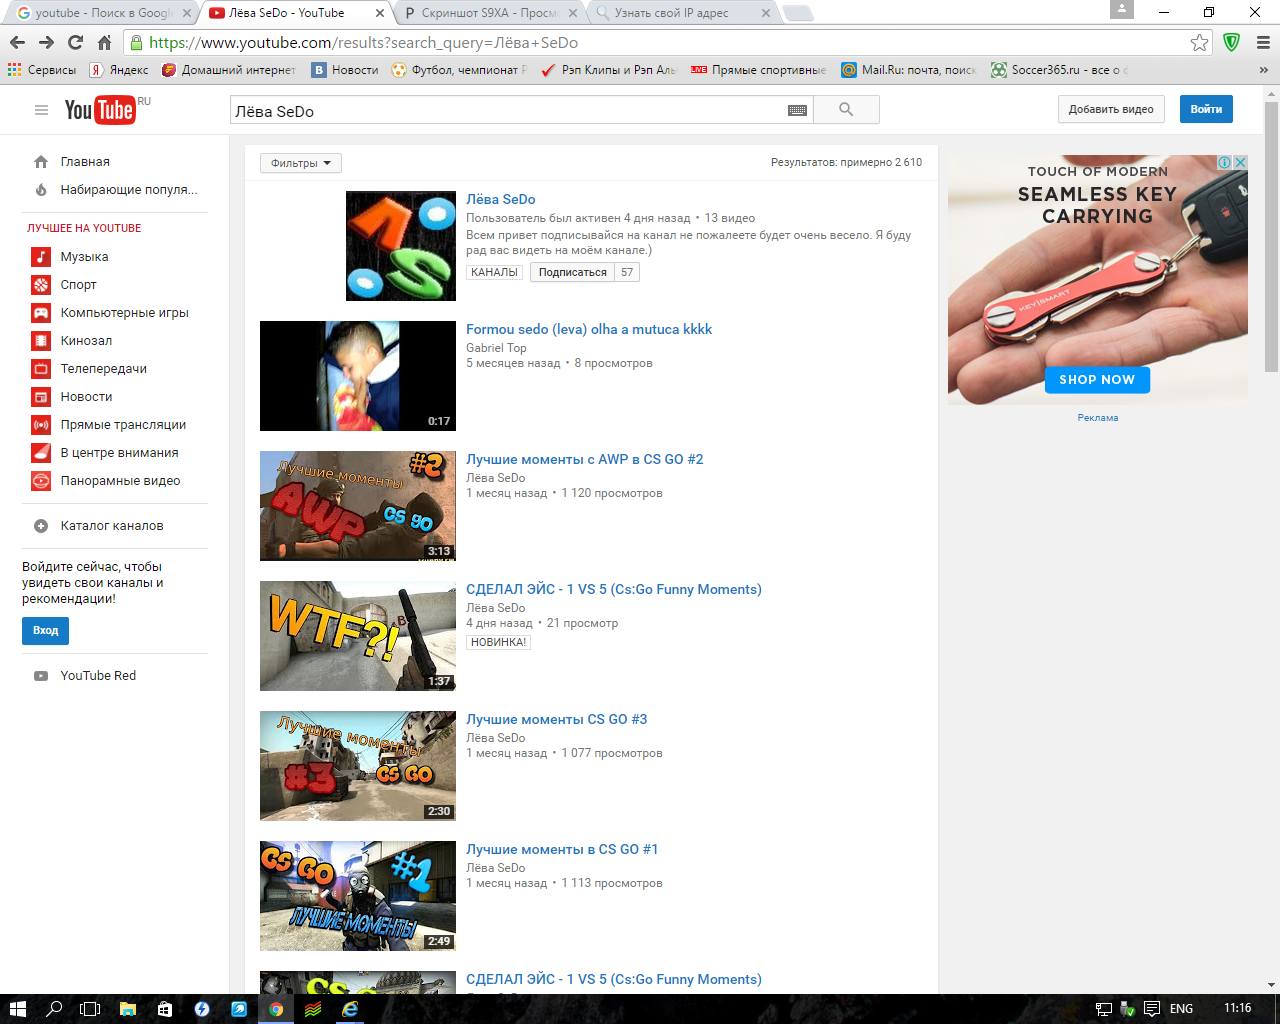 youtube - Поиск в Google
Лёва SeDo - YouTube
Скриншот S9XA - Просм
Узнать свой IP адрес
https://www.youtube.com/results?search_query=Лёва+SeDo
Сервисы
Яндекс
Домашний интернет
Новости
Футбол, чемпионат Р
Рэп Клипы и Рэп Аль
LIVE Прямые спортивные
Mail.Ru: почта, поиск
Soccer365.ru - все о ф
YouTube RU
Лёва SeDo
Добавить видео
Войти
Главная
Набирающие популя...
ЛУЧШЕЕ НА YOUTUBE
Музыка
Спорт
Компьютерные игры
Кинозал
Телепередачи
Новости
Прямые трансляции
В центре внимания
Панорамные видео
Каталог каналов
Войдите сейчас, чтобы
увидеть свои каналы и
рекомендации!
Вход
YouTube Red
Фильтры
Результатов: примерно 2 610
ЛС
Лёва SeDo
Пользователь был активен 4 дня назад • 13 видео
Всем привет подписывайся на канал не пожалеете будет очень весело. Я буду
рад вас видеть на моём канале.)
КАНАЛЫ
Подписаться 57
0:17
Formou sedo (leva) olha a mutuca kkkk
Gabriel Top
5 месяцев назад • 8 просмотров
Лучшие моменты
#2
AWP
CS GO
3:13
Лучшие моменты с AWP в CS GO #2
Лёва SeDo
1 месяц назад • 1 120 просмотров
WTF?!
1:37
СДЕЛАЛ ЭЙС - 1 VS 5 (Cs:Go Funny Moments)
Лёва SeDo
4 дня назад • 21 просмотр
НОВИНКА!
Лучшие моменты
#3
CS GO
2:30
Лучшие моменты CS GO #3
Лёва SeDo
1 месяц назад • 1 077 просмотров
CS GO
#1
ЛУЧШИЕ МОМЕНТЫ
2:49
Лучшие моменты в CS GO #1
Лёва SeDo
1 месяц назад • 1 113 просмотров
СДЕЛАЛ ЭЙС - 1 VS 5 (Cs:Go Funny Moments)
TOUCH OF MODERN
SEAMLESS KEY
CARRYING
KEYSMART
SHOP NOW
Реклама
ENG
11:16